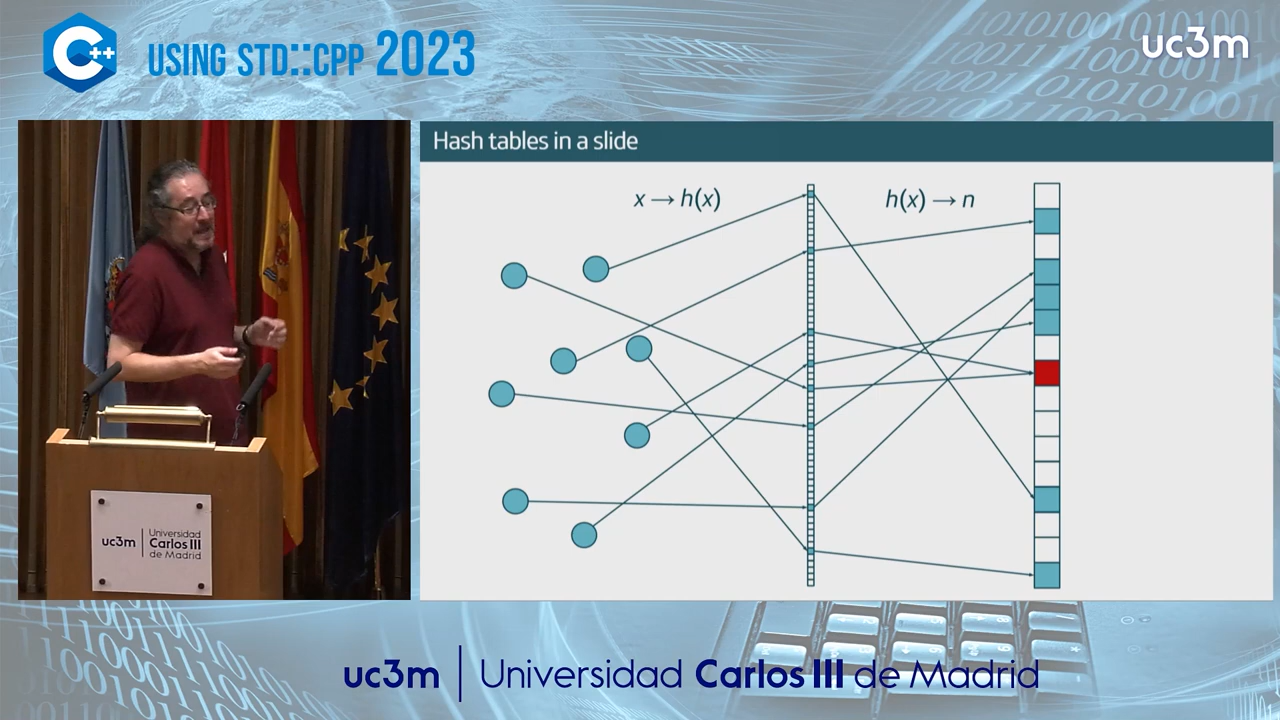 C++
USING STD::CPP 2023
uc3m
Hash tables in a slide
x → h(x)
h(x) → n
uc3m
Universidad
Carlos III
de Madrid
uc3m | Universidad Carlos III de Madrid